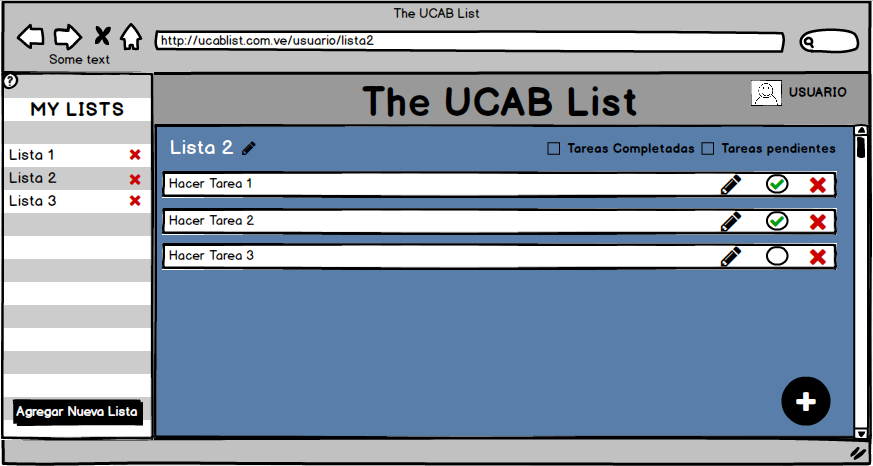 The UCAB List
http://ucablist.com.ve/usuario/lista2
Some text
?
MY LISTS
Lista 1
Lista 2
Lista 3
Agregar Nueva Lista
The UCAB List
USUARIO
Lista 2
Tareas Completadas
Tareas pendientes
Hacer Tarea 1
Hacer Tarea 2
Hacer Tarea 3